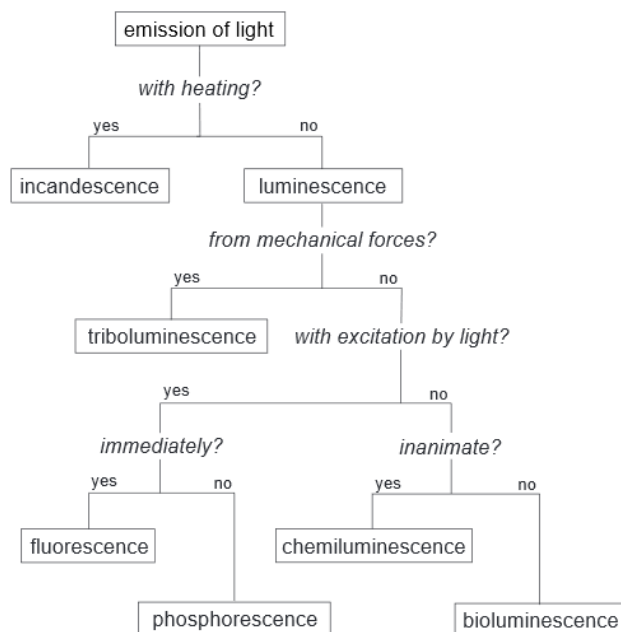 emission of light
with heating?
yes
no
incandescence
luminescence
from mechanical forces?
yes
no
triboluminescence
with excitation by light?
yes
no
immediately?
inanimate?
yes
no
yes
no
fluorescence
chemiluminescence
phosphorescence
bioluminescence